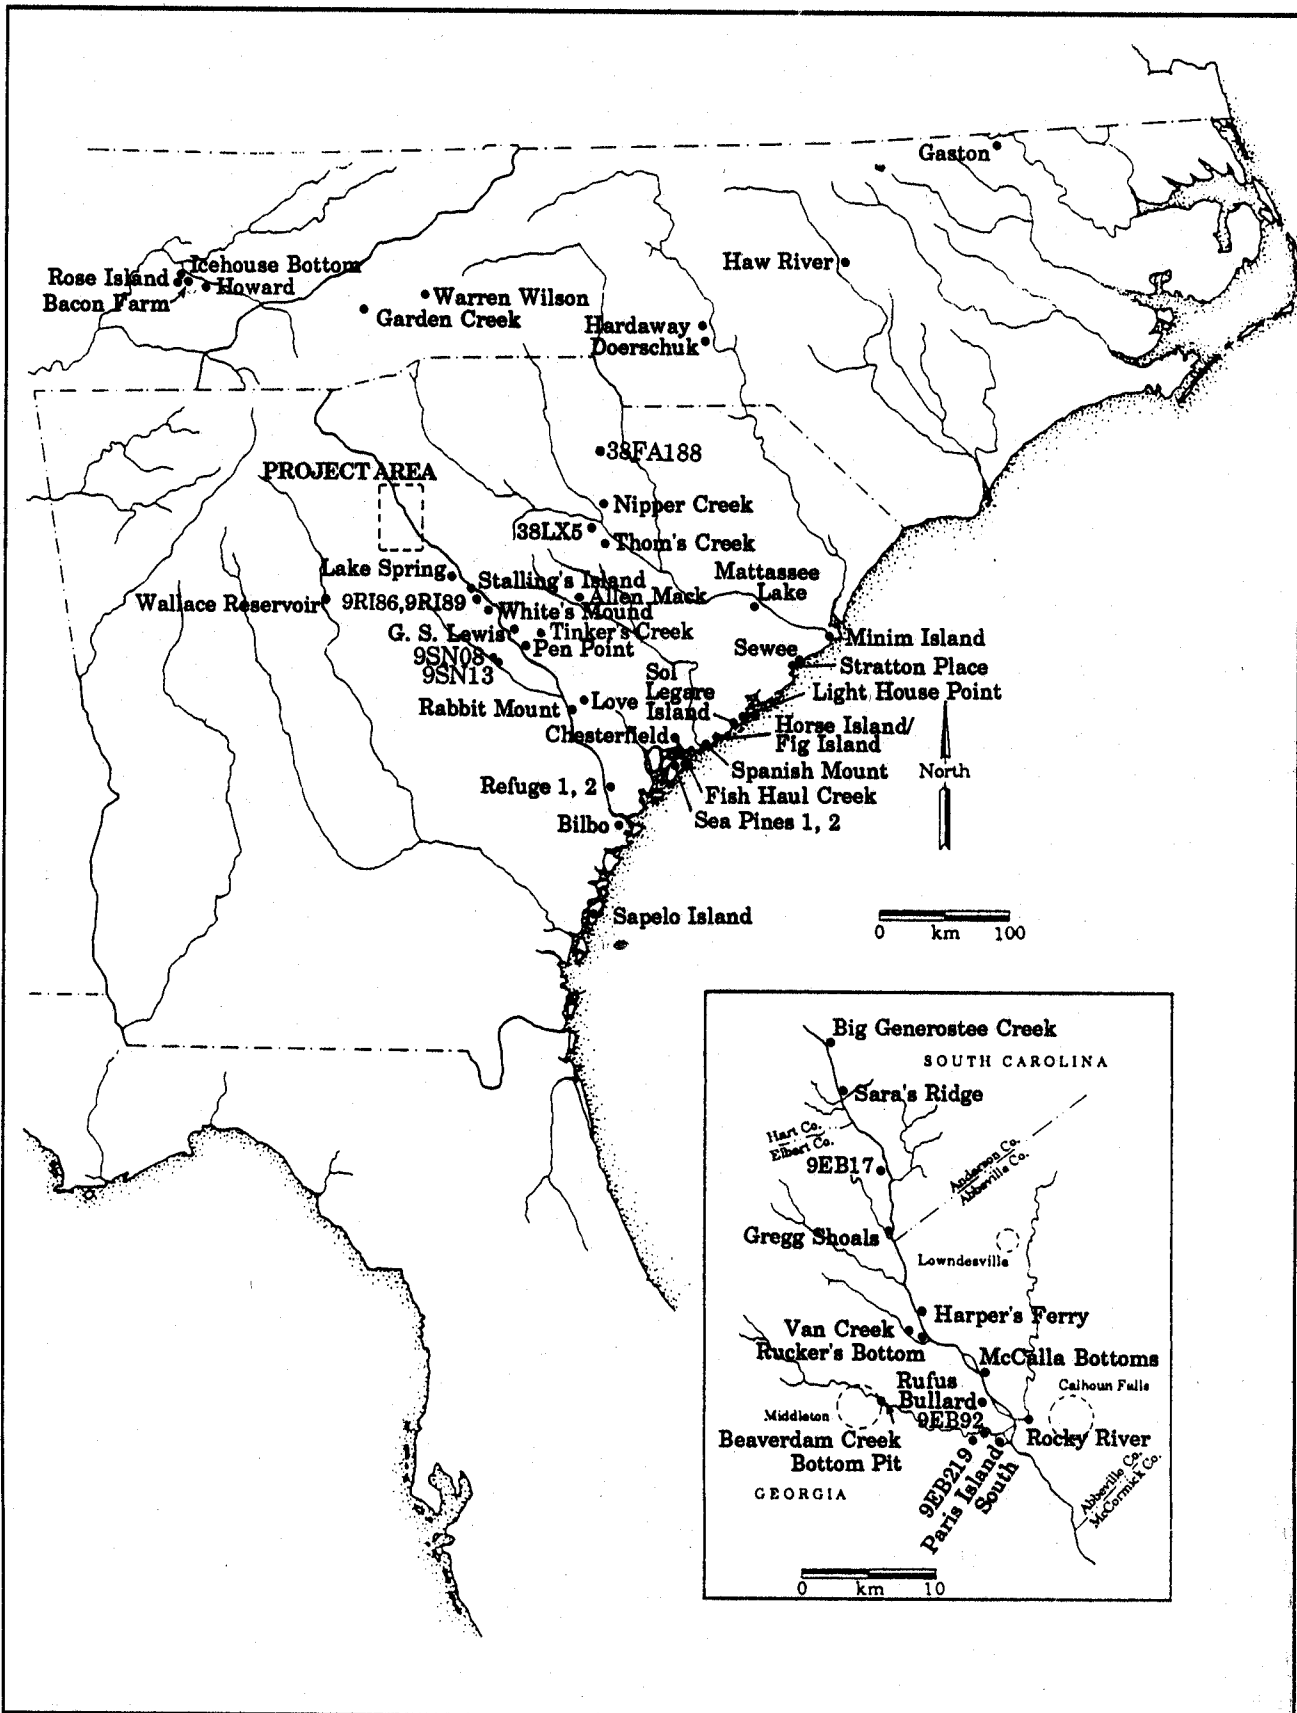 Gaston
Haw River
Rose Island
Icehouse Bottom
Bacon Farm
Howard
Warren Wilson
Garden Creek
Hardaway
Doerschuk
38FA188
PROJECT AREA
Nipper Creek
38LX5
Thom's Creek
Lake Spring
Stalling's Island
Mattassee
Lake
Wallace Reservoir
9RI86,9RI89
Allen Mack
White's Mound
G. S. Lewis
Tinker's Creek
Pen Point
9SN08
9SN13
Minim Island
Sewee
Stratton Place
Sol
Legare
Island
Light House Point
Rabbit Mount
Love
Chesterfield
Horse Island/
Fig Island
Spanish Mount
North
Refuge 1, 2
Fish Haul Creek
Sea Pines 1, 2
Bilbo
Sapelo Island
0 km 100
Big Generostee Creek
SOUTH CAROLINA
Sara's Ridge
Hart Co.
Elbert Co.
9EB17
Anderson Co.
Abbeville Co.
Gregg Shoals
Lowndesville
Harper's Ferry
Van Creek
Rucker's Bottom
McCalla Bottoms
Rufus
Bullard
Calhoun Falls
Middleton
9EB92
Beaverdam Creek
Bottom Pit
Rocky River
9EB219
Paris Island
South
GEORGIA
Abbeville Co.
McCormick Co.
0 km 10